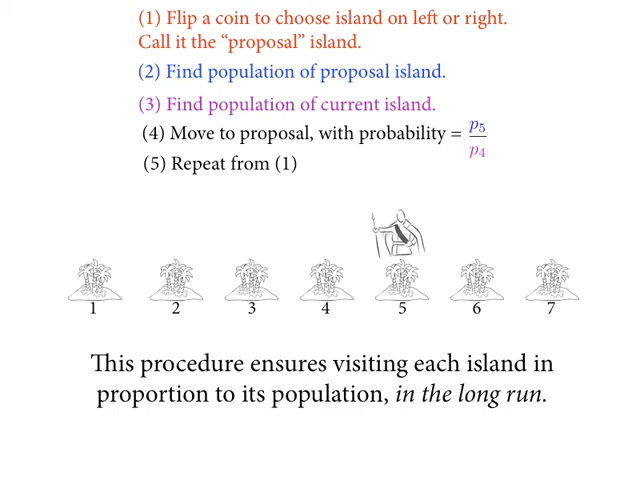 (1) Flip a coin to choose island on left or right.
Call it the “proposal” island.
(2) Find population of proposal island.
(3) Find population of current island.
(4) Move to proposal, with probability = p5/p4
(5) Repeat from (1)
1 2 3 4 5 6 7
This procedure ensures visiting each island in
proportion to its population, in the long run.